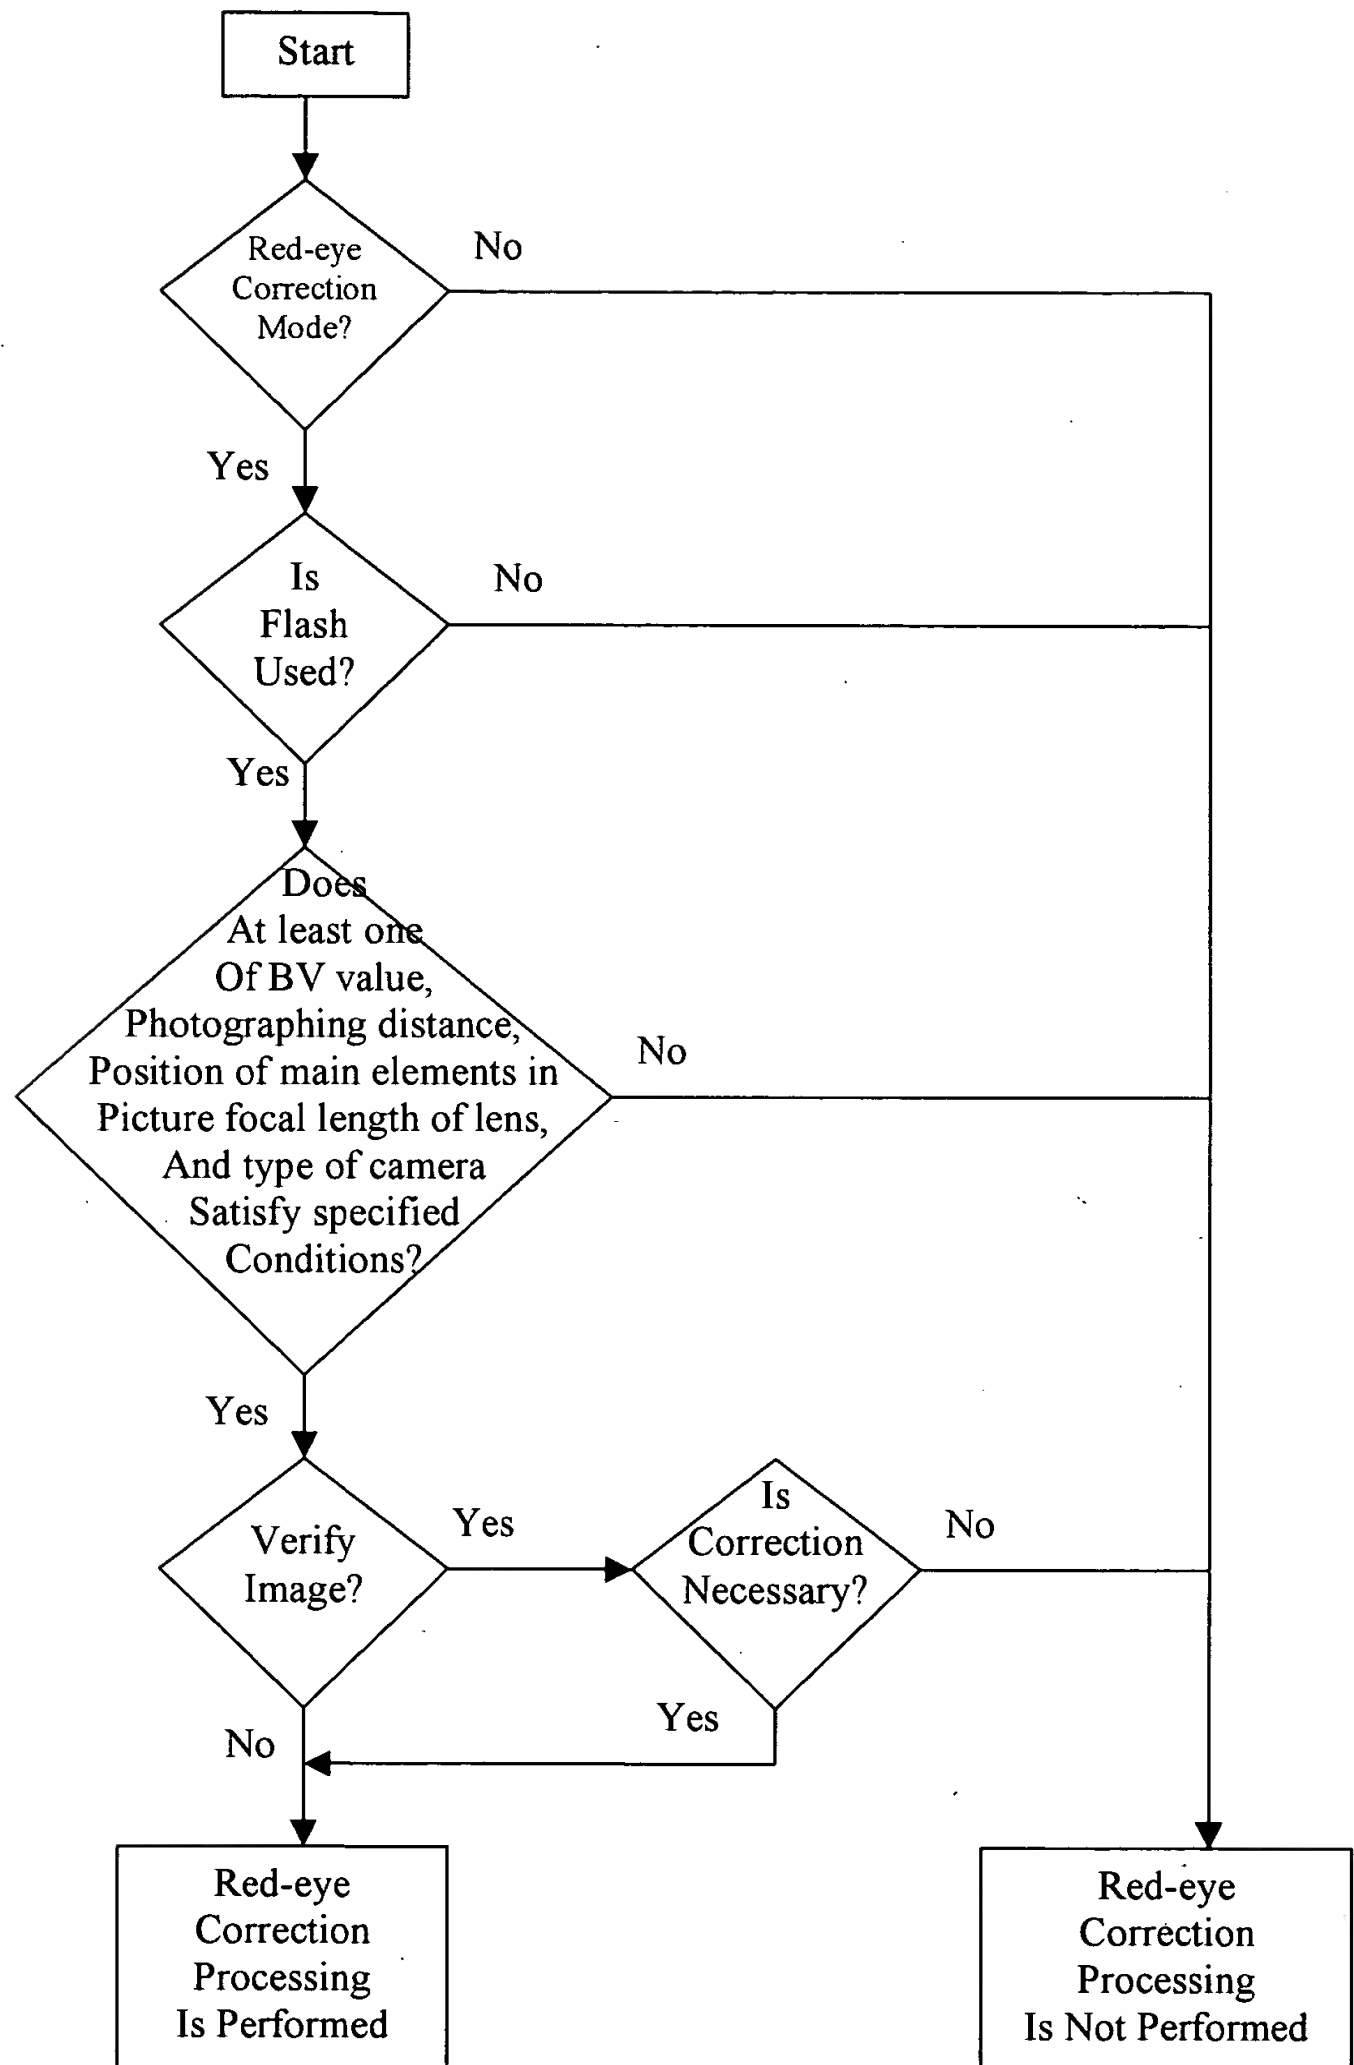 Start
Red-eye
Correction
Mode?
No
Yes
Is
Flash
Used?
No
Yes
Does
At least one
Of BV value,
Photographing distance,
Position of main elements in
Picture focal length of lens,
And type of camera
Satisfy specified
Conditions?
No
Yes
Verify
Image?
Yes
Is
Correction
Necessary?
No
Yes
No
Red-eye
Correction
Processing
Is Performed
Red-eye
Correction
Processing
Is Not Performed